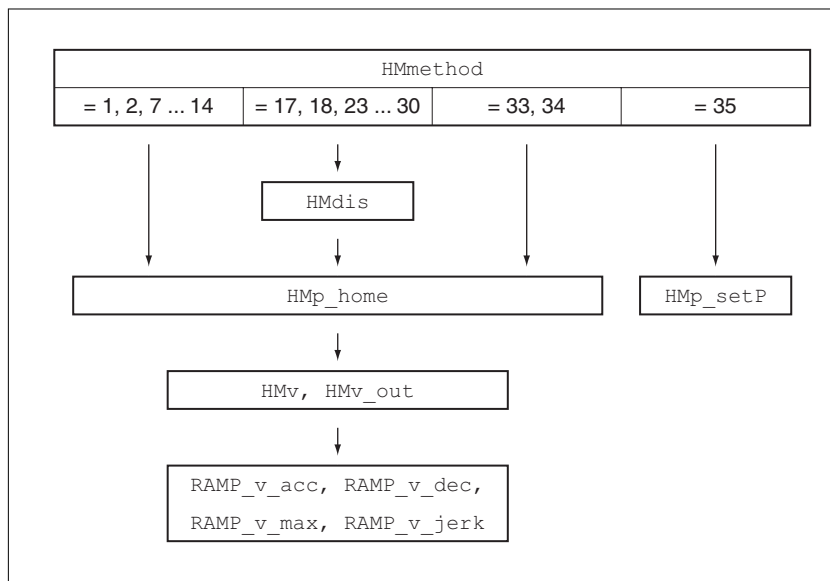 HMmethod
= 1, 2, 7 ... 14
= 17, 18, 23 ... 30
= 33, 34
= 35
HMdis
HMp_home
HMp_setP
HMv, HMv_out
RAMP_v_acc, RAMP_v_dec,
RAMP_v_max, RAMP_v_jerk